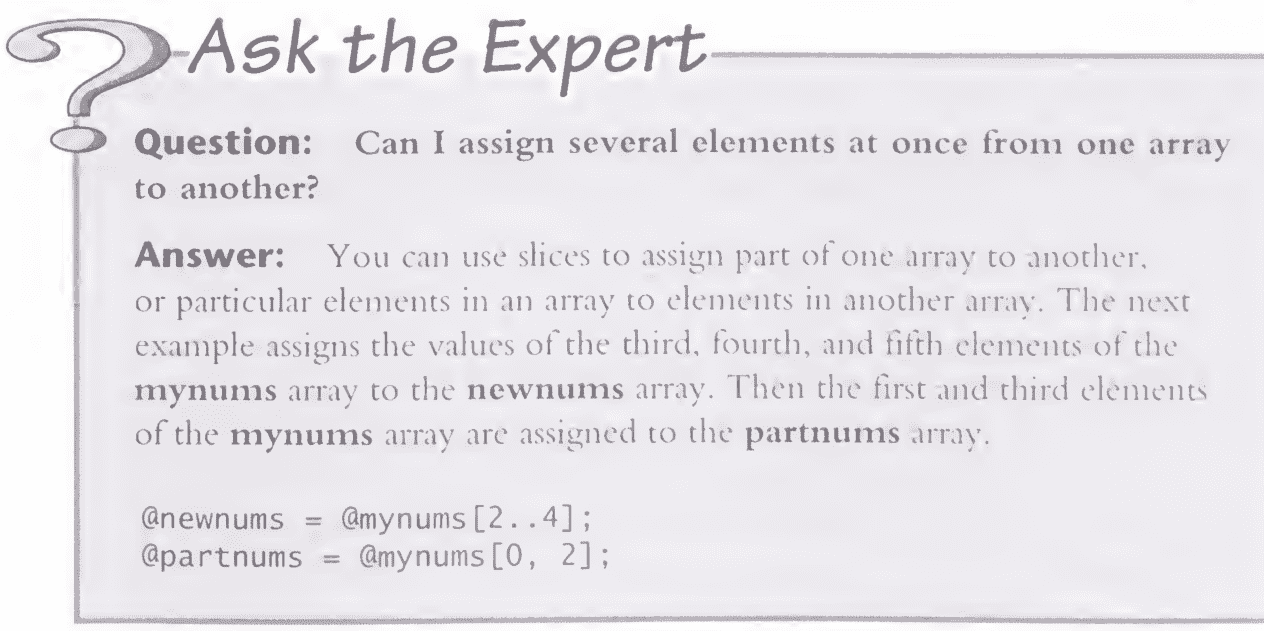 Ask the Expert
Question: Can I assign several elements at once from one array
to another?
Answer: You can use slices to assign part of one array to another,
or particular elements in an array to elements in another array. The next
example assigns the values of the third, fourth, and fifth elements of the
mynums array to the newnums array. Then the first and third elements
of the mynums array are assigned to the partnums array.
@newnums = @mynums[2..4];
@partnums = @mynums[0, 2];